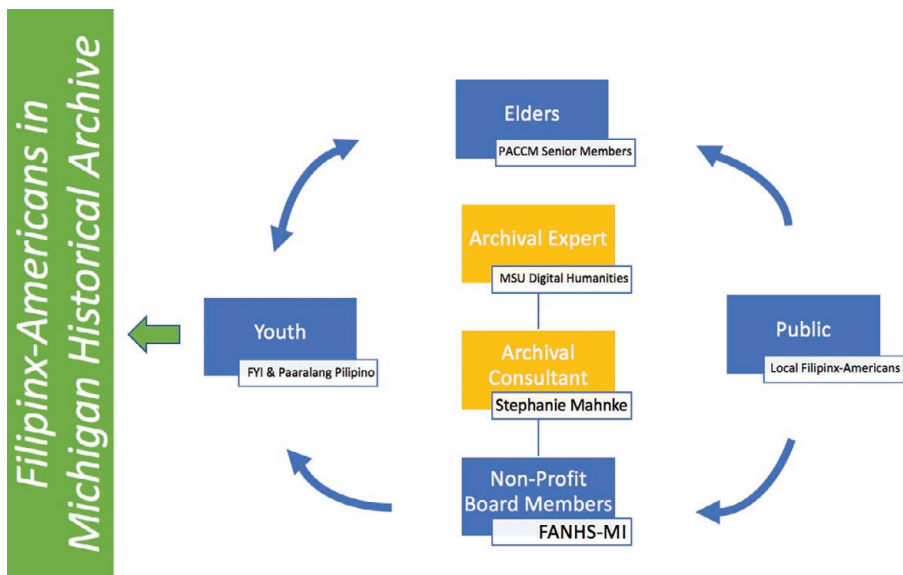 Filipinx-Americans in
Michigan Historical Archive
Elders
PACCM Senior Members
Archival Expert
MSU Digital Humanities
Youth
FYI & Paaralang Pilipino
Archival
Consultant
Stephanie Mahnke
Public
Local Filipinx-Americans
Non-Profit
Board Members
FANHS-MI